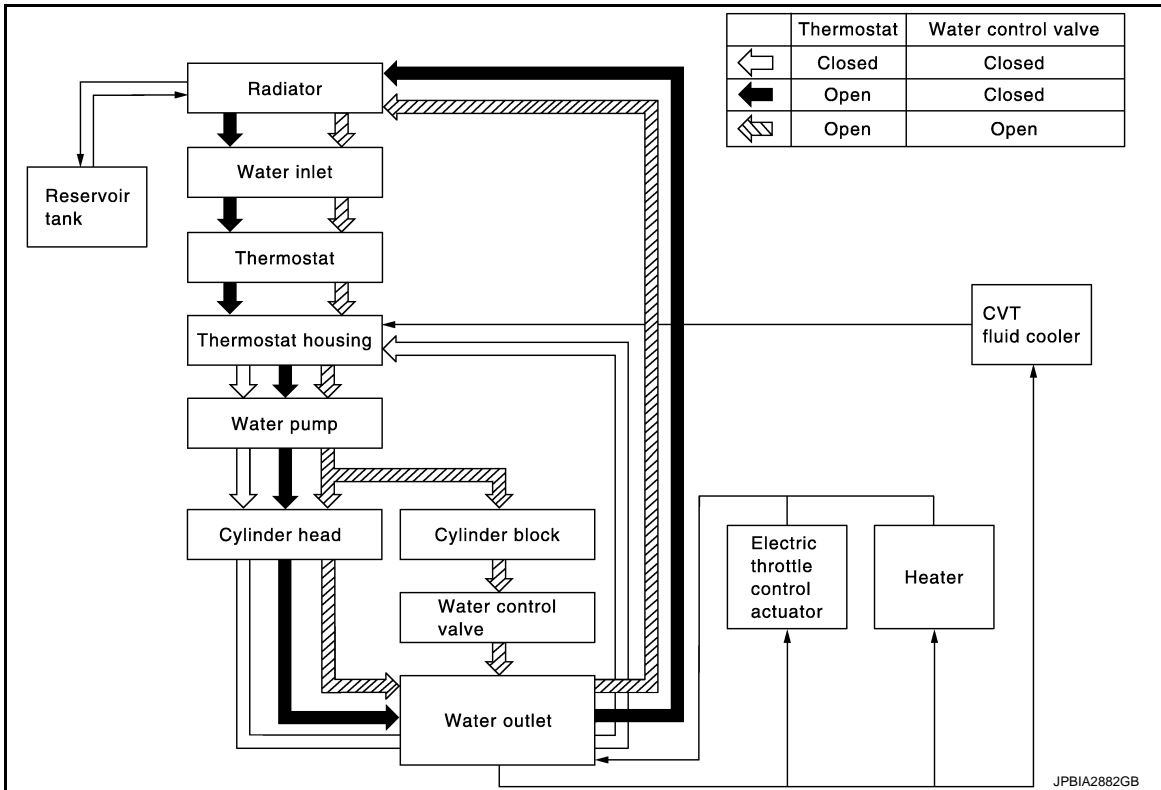 Thermostat Water control valve
Closed Closed
Open Closed
Open Open
Radiator
Water inlet
Reservoir
tank
Thermostat
Thermostat housing
CVT
fluid cooler
Water pump
Cylinder head
Cylinder block
Electric
throttle
control
actuator
Heater
Water control
valve
Water outlet
JPBIA2882GB